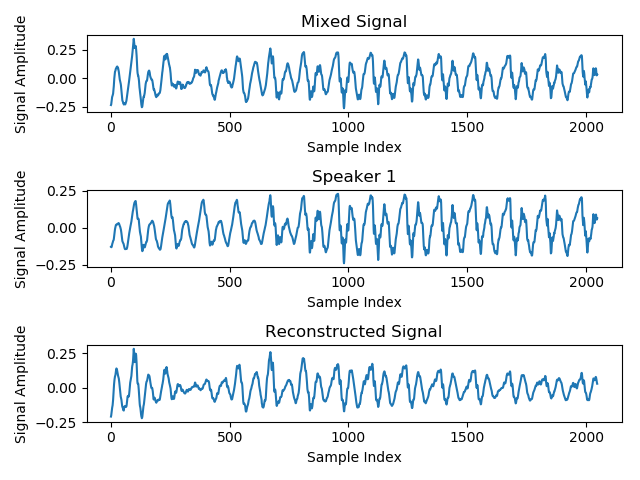 Mixed Signal
Signal Amplitude
0.25
0.00
−0.25
0 500 1000 1500 2000
Sample Index
Speaker 1
Signal Amplitude
0.25
0.00
−0.25
0 500 1000 1500 2000
Sample Index
Reconstructed Signal
Signal Amplitude
0.25
0.00
−0.25
0 500 1000 1500 2000
Sample Index